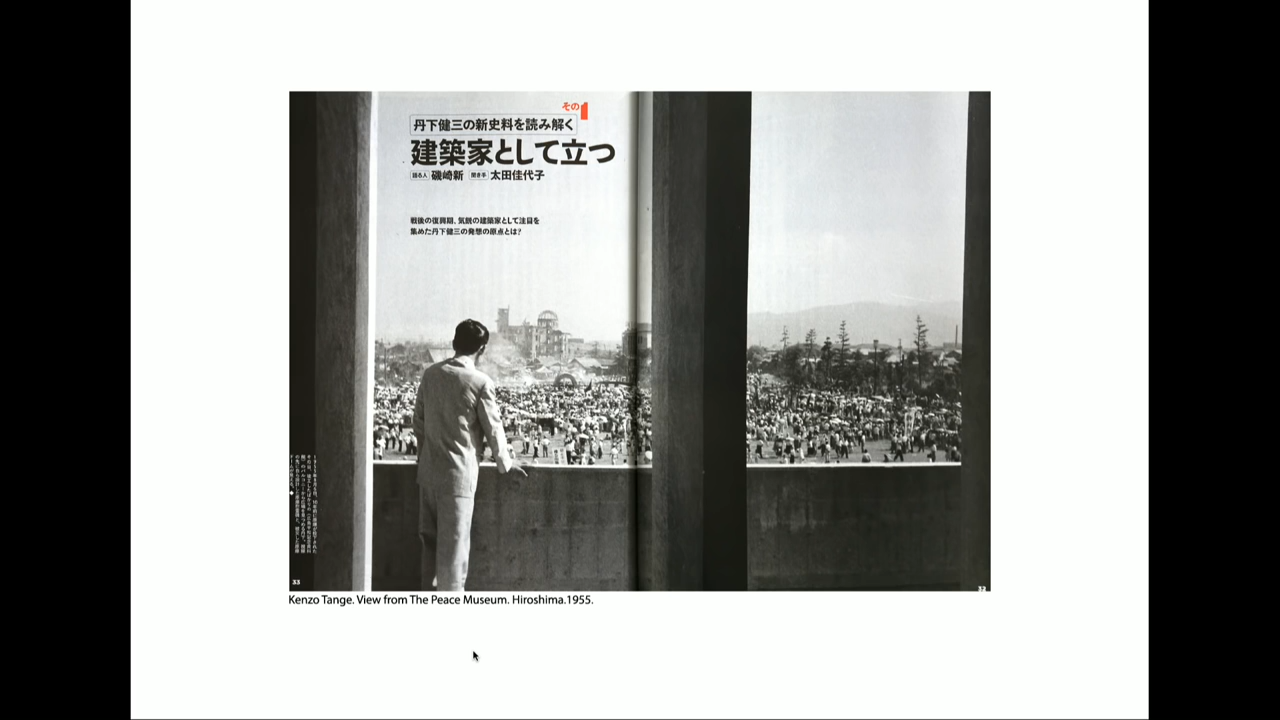 その1
丹下健三の新史料を読み解く
建築家として立つ
語る人 磯崎新 聞き手 太田佳代子
戦後の復興期、気鋭の建築家として注目を
集めた丹下健三の発想の原点とは?
33
32
Kenzo Tange. View from The Peace Museum. Hiroshima.1955.